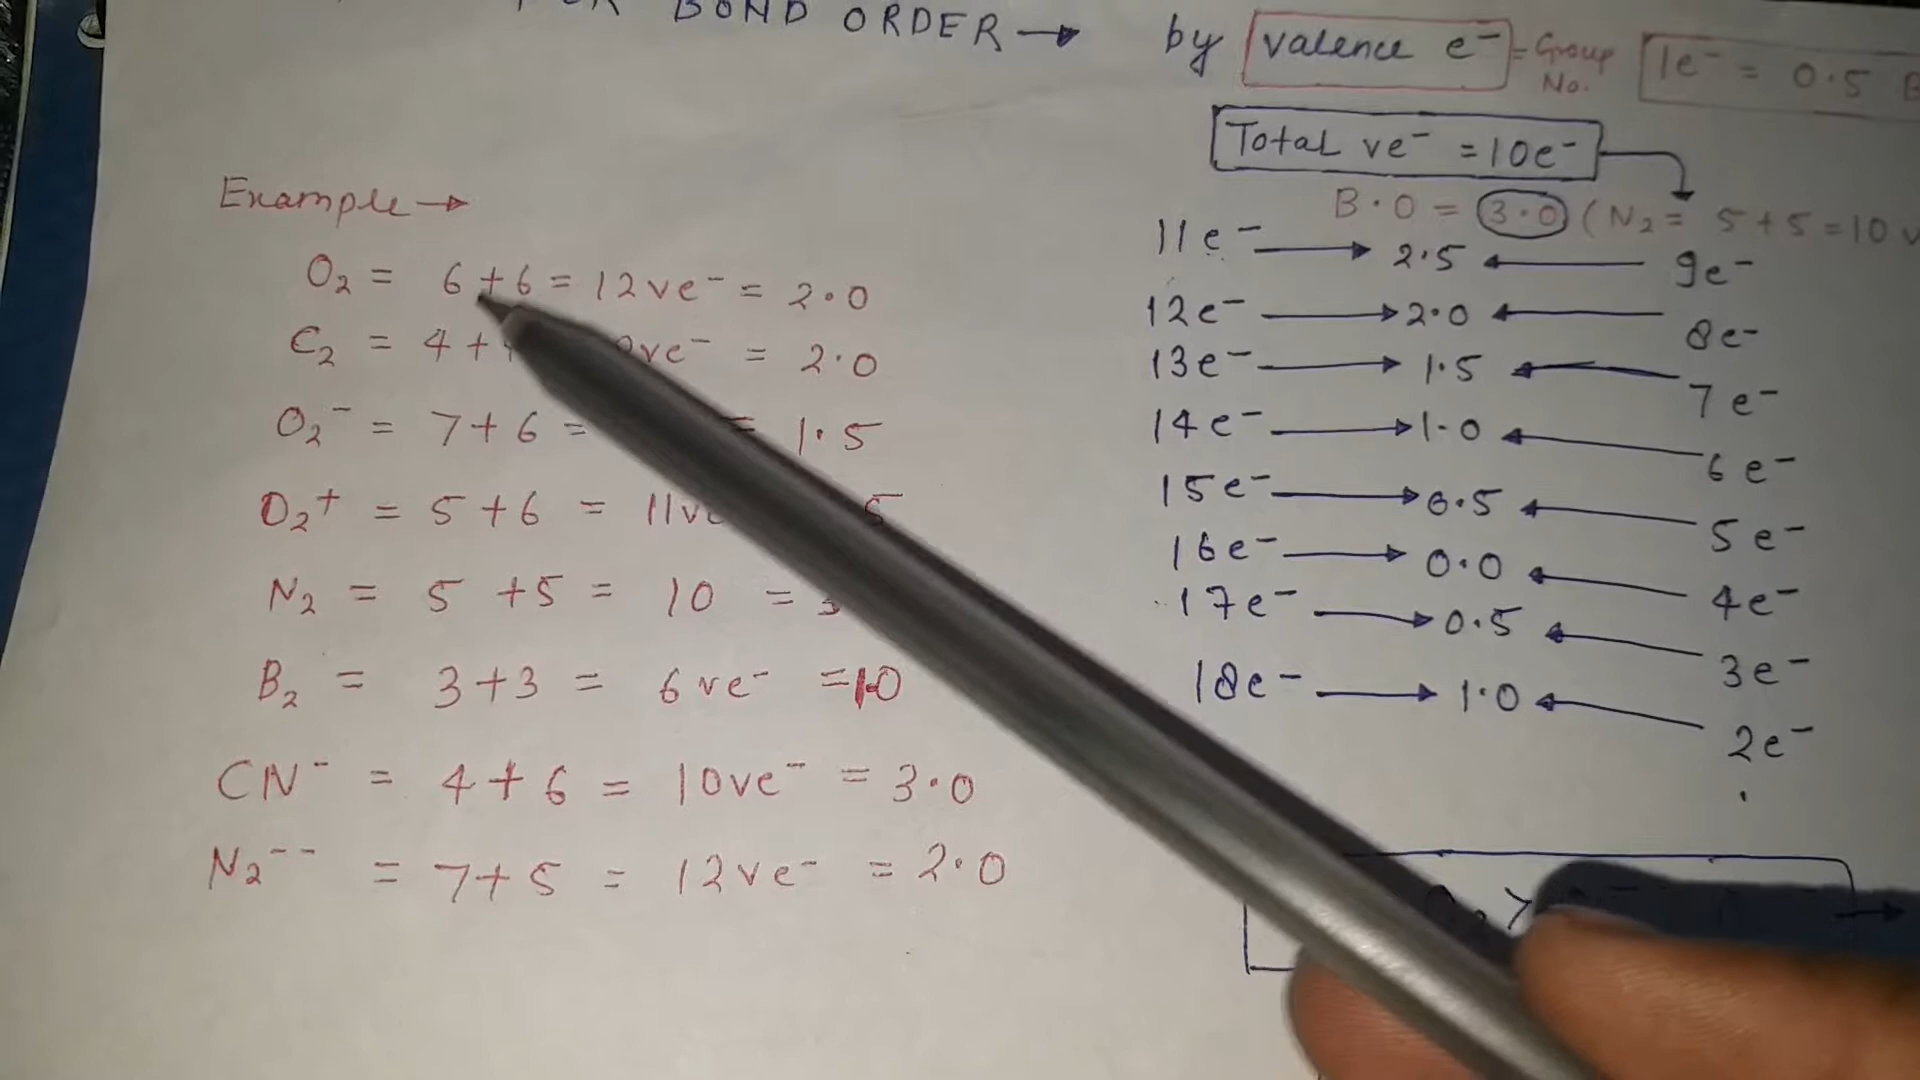 BOND ORDER → by valence e⁻ = Group No.
1e⁻ = 0.5
Total ve⁻ = 10e⁻
B.O = 3.0 (N₂ = 5+5 = 10
Example →
O₂ = 6+6 = 12ve⁻ = 2.0
C₂ = 4+ ve⁻ = 2.0
O₂⁻ = 7+6 = = 1.5
O₂⁺ = 5+6 = 11ve 5
N₂ = 5 +5 = 10 =
B₂ = 3+3 = 6ve⁻ = 1.0
CN⁻ = 4+6 = 10ve⁻ = 3.0
N₂⁻⁻ = 7+5 = 12ve⁻ = 2.0
11e⁻ → 2.5 ← 9e⁻
12e⁻ → 2.0 ← 8e⁻
13e⁻ → 1.5 ← 7e⁻
14e⁻ → 1.0 ← 6e⁻
15e⁻ → 0.5 ← 5e⁻
16e⁻ → 0.0 ← 4e⁻
17e⁻ → 0.5 ← 3e⁻
18e⁻ → 1.0 ← 2e⁻